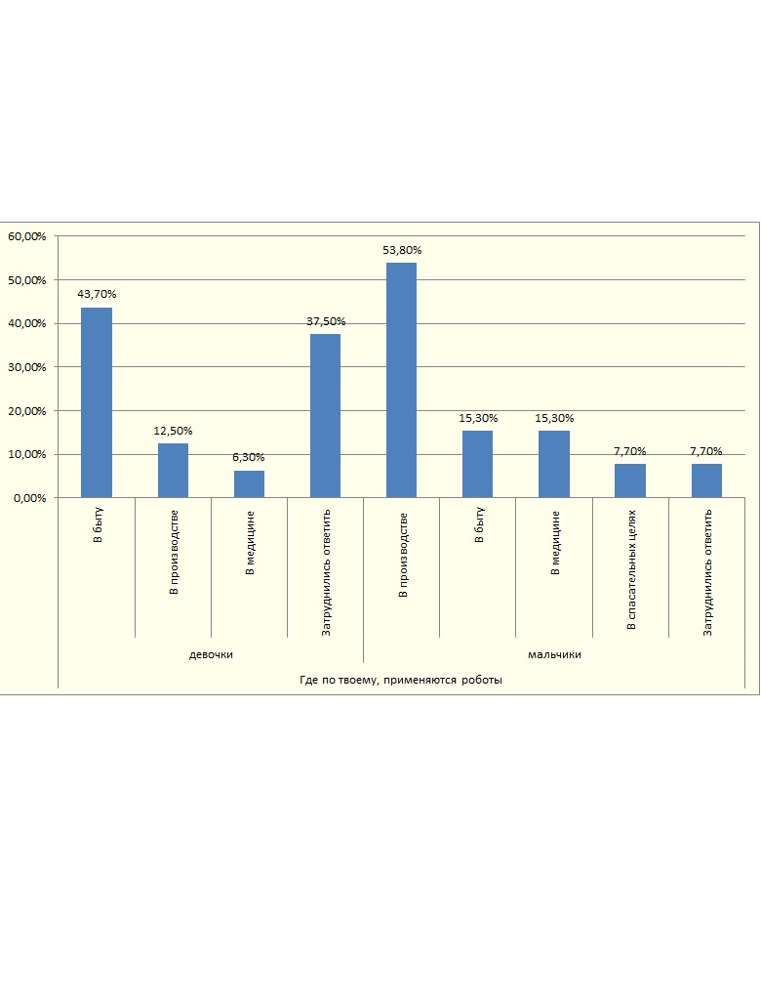 60,00%
50,00%
40,00%
30,00%
20,00%
10,00%
0,00%
43,70%
12,50%
6,30%
37,50%
53,80%
15,30%
15,30%
7,70%
7,70%
В быту
В производстве
В медицине
Затруднились ответить
В производстве
В быту
В медицине
В спасательных целях
Затруднились ответить
девочки
мальчики
Где по твоему, применяются роботы